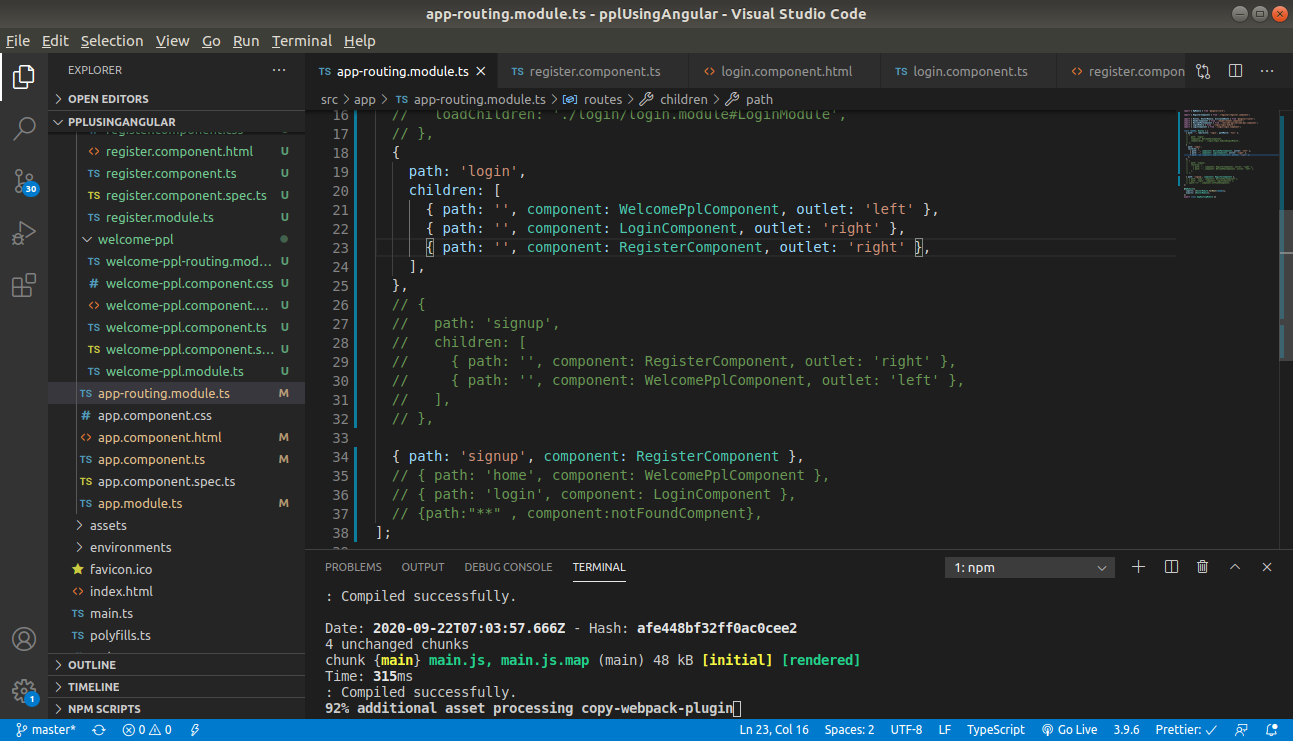 app-routing.module.ts - pplUsingAngular - Visual Studio Code
File Edit Selection View Go Run Terminal Help
EXPLORER
OPEN EDITORS
PPLUSINGANGULAR
register.component.css
register.component.html U
register.component.ts U
register.component.spec.ts U
register.module.ts U
welcome-ppl
welcome-ppl-routing.mod... U
welcome-ppl.component.css U
welcome-ppl.component.... U
welcome-ppl.component.ts U
welcome-ppl.component.s... U
welcome-ppl.module.ts U
app-routing.module.ts M
app.component.css
app.component.html M
app.component.ts M
app.component.spec.ts
app.module.ts M
assets
environments
favicon.ico
index.html
main.ts
polyfills.ts
OUTLINE
TIMELINE
NPM SCRIPTS
30
1
app-routing.module.ts register.component.ts login.component.html login.component.ts register.compon
src > app > TS app-routing.module.ts > routes > children > path
16 // loadChildren: './login/login.module#LoginModule',
17 // },
18 {
19 path: 'login',
20 children: [
21 { path: '', component: WelcomePplComponent, outlet: 'left' },
22 { path: '', component: LoginComponent, outlet: 'right' },
23 { path: '', component: RegisterComponent, outlet: 'right' },
24 ],
25 },
26 // {
27 // path: 'signup',
28 // children: [
29 // { path: '', component: RegisterComponent, outlet: 'right' },
30 // { path: '', component: WelcomePplComponent, outlet: 'left' },
31 // ],
32 // },
33
34 { path: 'signup', component: RegisterComponent },
35 // { path: 'home', component: WelcomePplComponent },
36 // { path: 'login', component: LoginComponent },
37 // {path:"**" , component:notFoundCompnent},
38 ];
PROBLEMS OUTPUT DEBUG CONSOLE TERMINAL 1: npm
: Compiled successfully.
Date: 2020-09-22T07:03:57.666Z - Hash: afe448bf32ff0ac0cee2
4 unchanged chunks
chunk {main} main.js, main.js.map (main) 48 kB [initial] [rendered]
Time: 315ms
: Compiled successfully.
92% additional asset processing copy-webpack-plugin
master* 0 0 Ln 23, Col 16 Spaces: 2 UTF-8 LF TypeScript Go Live 3.9.6 Prettier: ✓